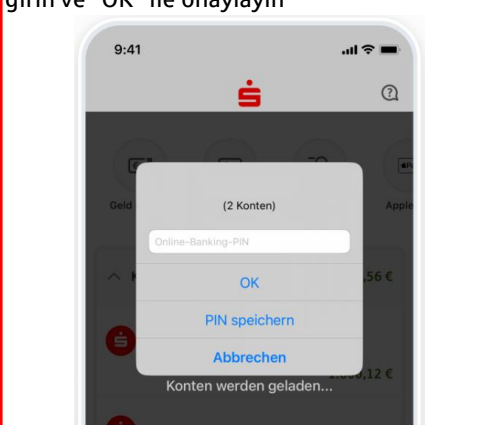 girin ve "OK" ile onaylayın
9:41
Geld
Apple
(2 Konten)
Online-Banking-PIN
OK
,56 €
PIN speichern
Abbrechen
,12 €
Konten werden geladen...